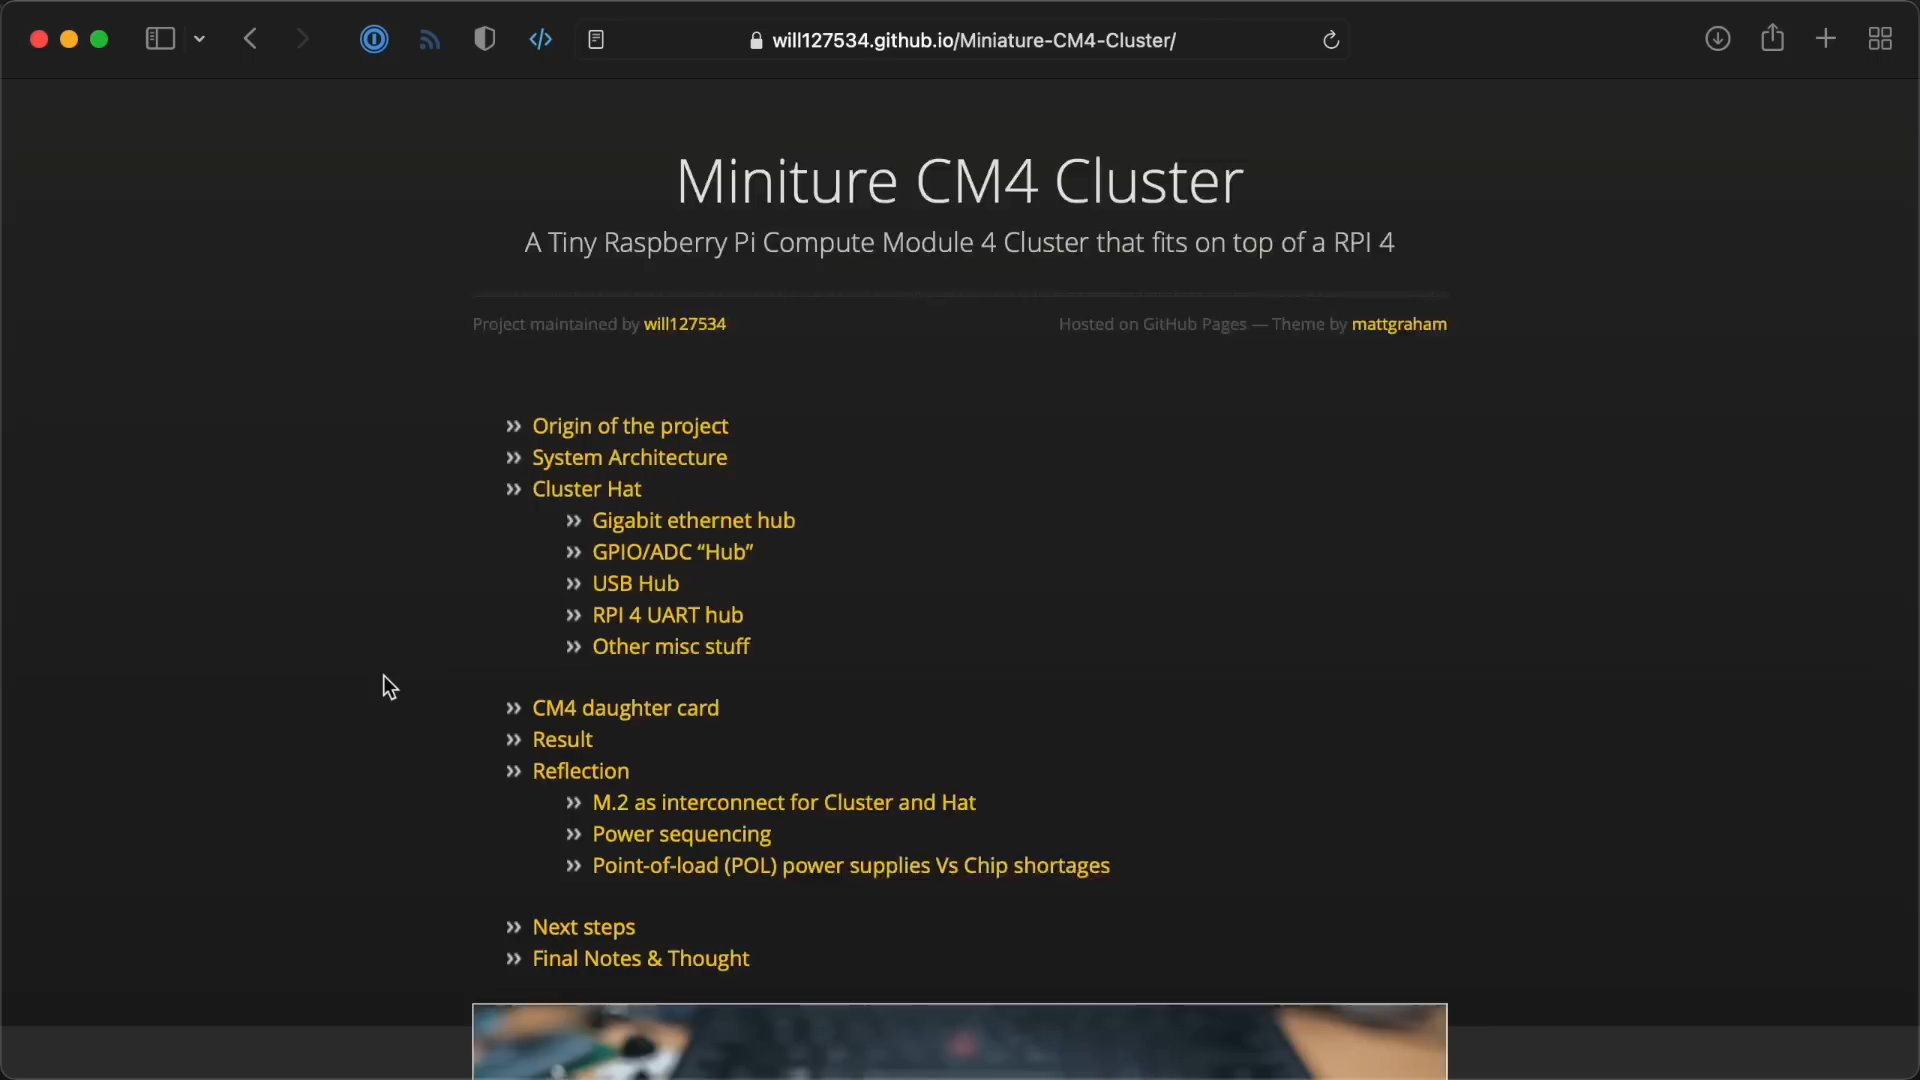 will127534.github.io/Miniature-CM4-Cluster/
Miniture CM4 Cluster
A Tiny Raspberry Pi Compute Module 4 Cluster that fits on top of a RPI 4
Project maintained by will127534
Hosted on GitHub Pages — Theme by mattgraham
» Origin of the project
» System Architecture
» Cluster Hat
» Gigabit ethernet hub
» GPIO/ADC “Hub”
» USB Hub
» RPI 4 UART hub
» Other misc stuff
» CM4 daughter card
» Result
» Reflection
» M.2 as interconnect for Cluster and Hat
» Power sequencing
» Point-of-load (POL) power supplies Vs Chip shortages
» Next steps
» Final Notes & Thought